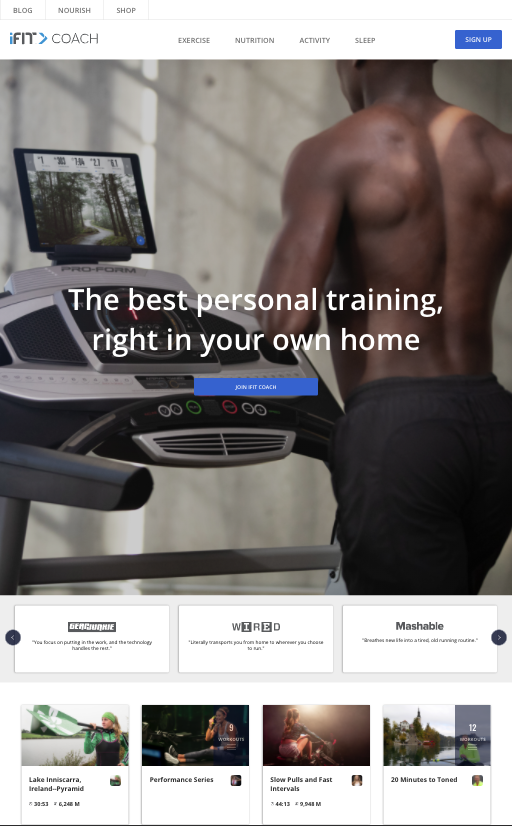 BLOG NOURISH SHOP
iFIT COACH EXERCISE NUTRITION ACTIVITY SLEEP SIGN UP
PRO-FORM
The best personal training,
right in your own home
JOIN IFIT COACH
GEARJUNKIE WIRED Mashable
"You focus on putting in the work, and the technology
handles the rest."
"Literally transports you from home to wherever you choose
to run."
"Breathes new life into a tired, old running routine."
9
WORKOUTS
12
WORKOUTS
Lake Inniscarra,
Ireland—Pyramid
30:53 6,248 M
Performance Series
Slow Pulls and Fast
Intervals
44:13 9,948 M
20 Minutes to Toned